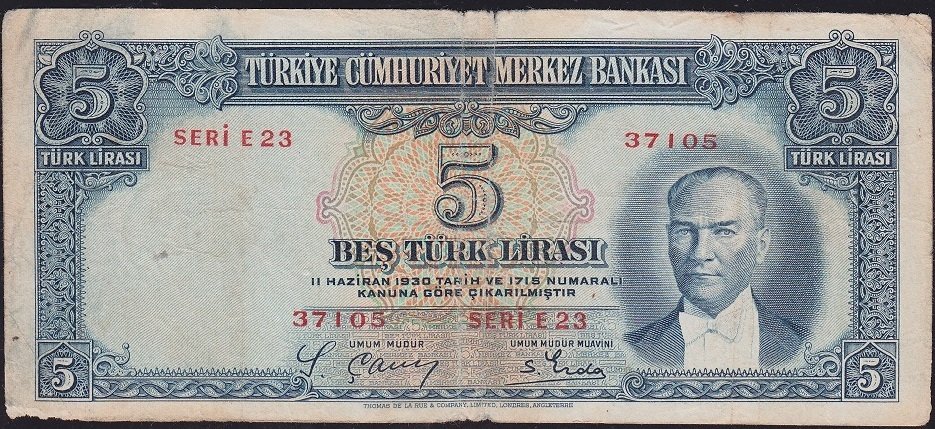 TÜRKİYE CÜMHURİYET MERKEZ BANKASI
5
5
TÜRK LİRASI
TÜRK LİRASI
SERİ E 23
37105
5
BEŞ TÜRK LİRASI
11 HAZİRAN 1930 TARİH VE 1715 NUMARALI
KANUNA GÖRE ÇIKARILMIŞTIR
37105 SERİ E 23
UMUM MÜDÜR
UMUM MÜDÜR MUAVİNİ
5
5
THOMAS DE LA RUE & COMPANY, LIMITED, LONDRES, ANGLETERRE